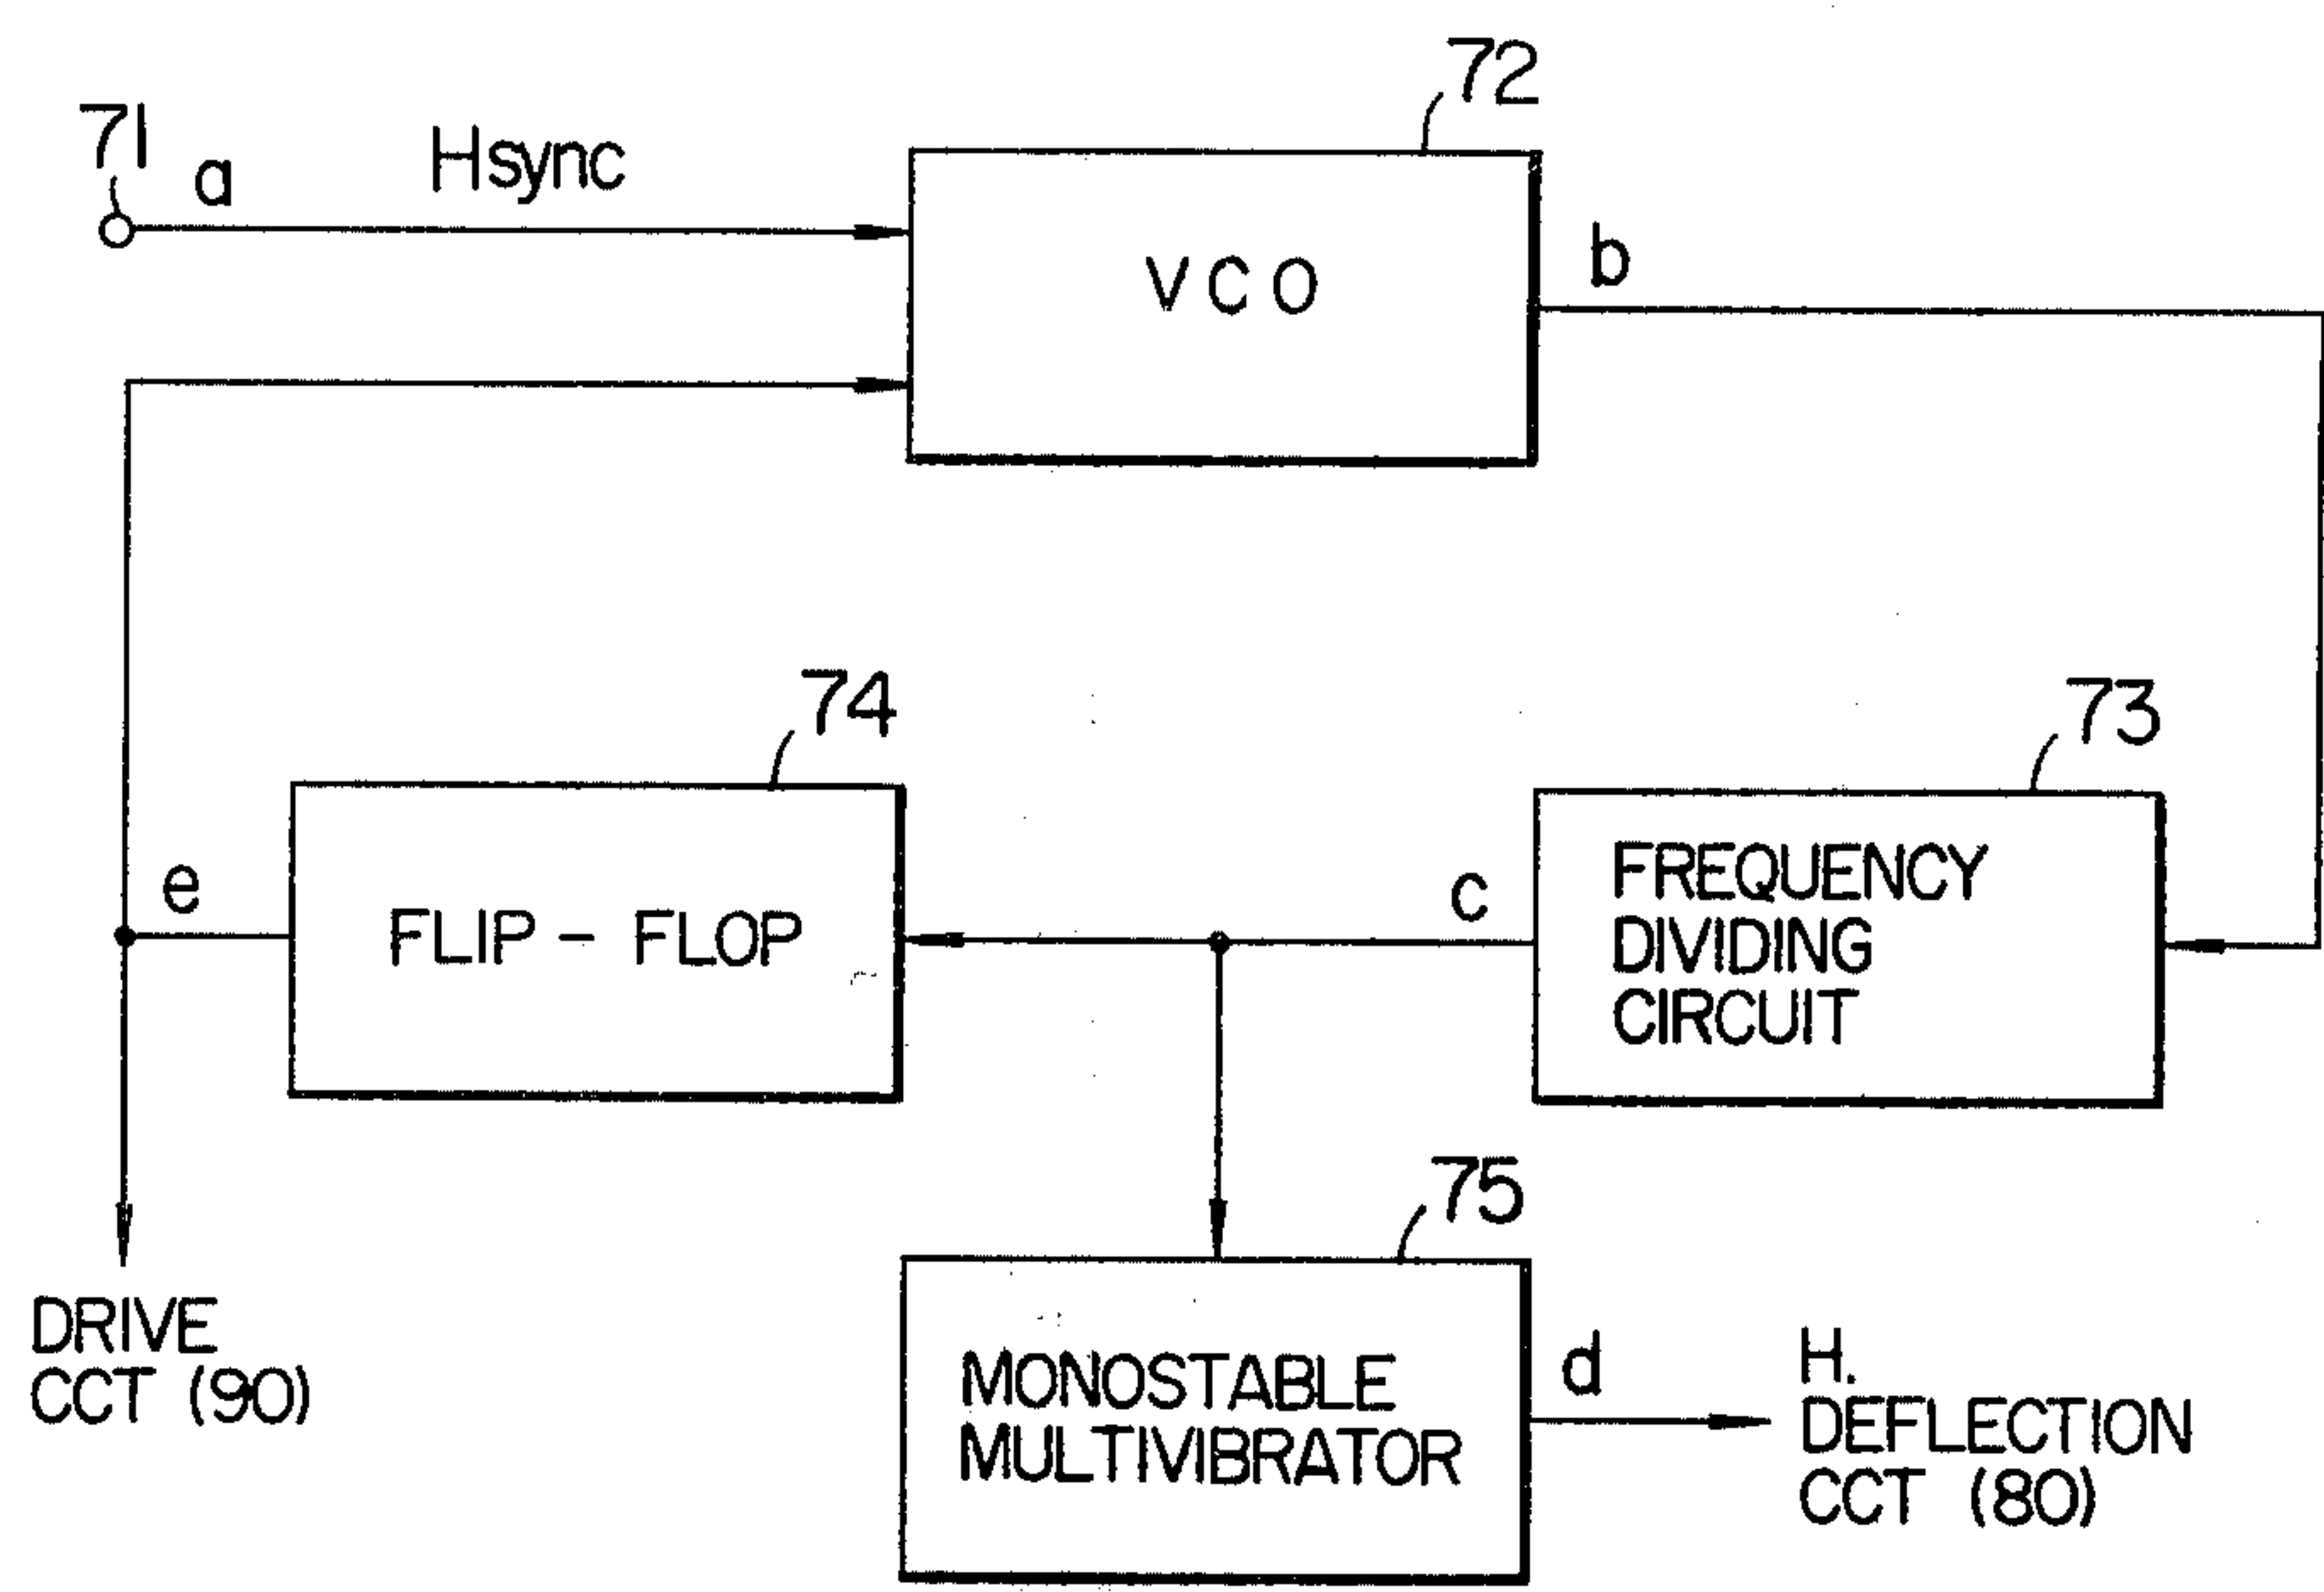 71
a
Hsync
72
VCO
b
74
73
e
FLIP - FLOP
c
FREQUENCY
DIVIDING
CIRCUIT
75
DRIVE
CCT (90)
MONOSTABLE
MULTIVIBRATOR
d
H.
DEFLECTION
CCT (80)